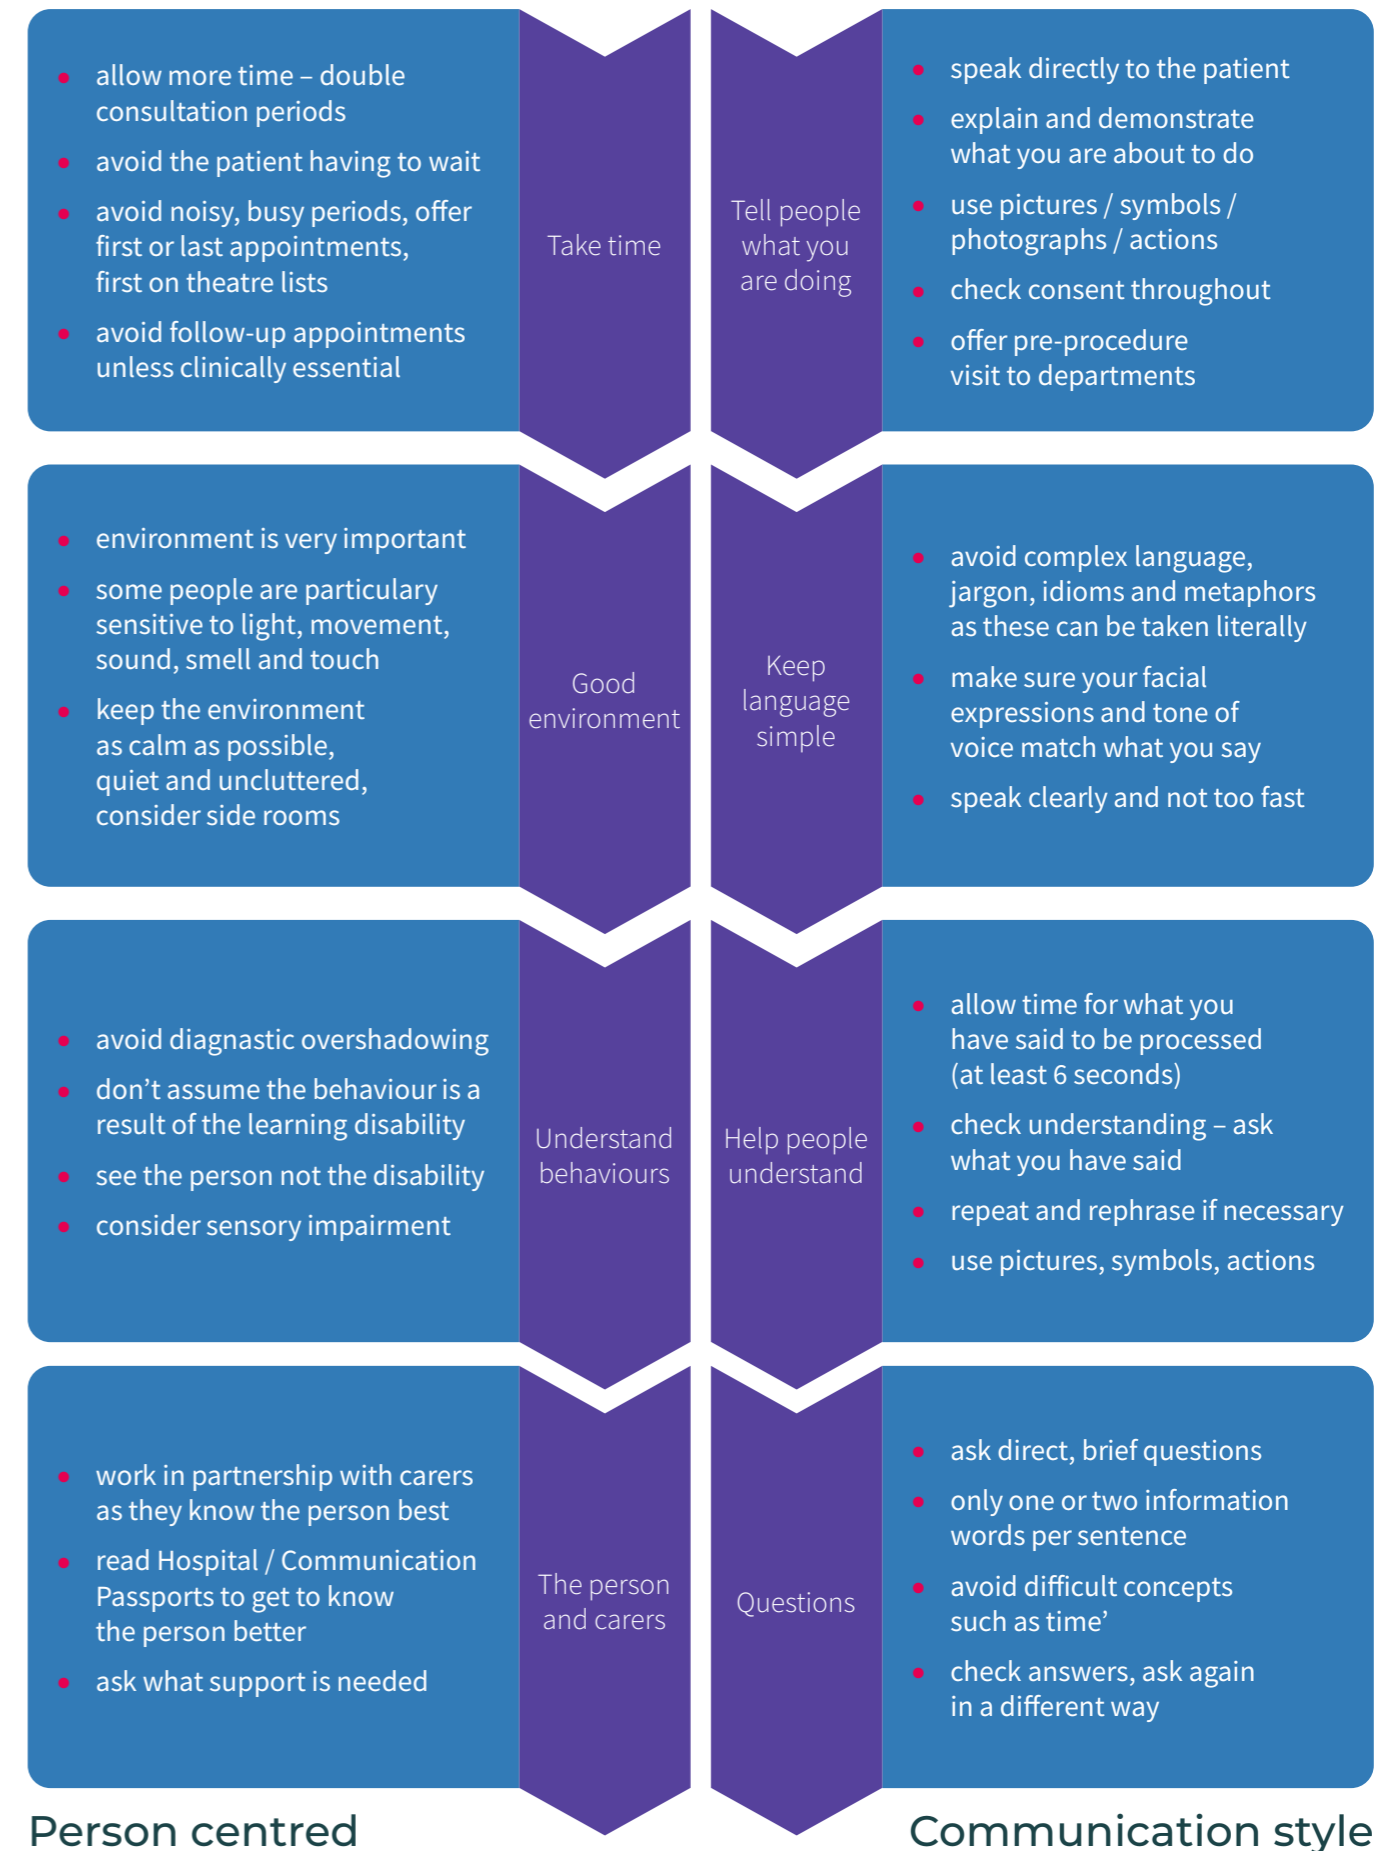 • allow more time – double
consultation periods
• avoid the patient having to wait
• avoid noisy, busy periods, offer
first or last appointments,
first on theatre lists
• avoid follow-up appointments
unless clinically essential
Take time
Tell people
what you
are doing
• speak directly to the patient
• explain and demonstrate
what you are about to do
• use pictures / symbols /
photographs / actions
• check consent throughout
• offer pre-procedure
visit to departments
• environment is very important
• some people are particulary
sensitive to light, movement,
sound, smell and touch
• keep the environment
as calm as possible,
quiet and uncluttered,
consider side rooms
Good
environment
Keep
language
simple
• avoid complex language,
jargon, idioms and metaphors
as these can be taken literally
• make sure your facial
expressions and tone of
voice match what you say
• speak clearly and not too fast
• avoid diagnastic overshadowing
• don’t assume the behaviour is a
result of the learning disability
• see the person not the disability
• consider sensory impairment
Understand
behaviours
Help people
understand
• allow time for what you
have said to be processed
(at least 6 seconds)
• check understanding – ask
what you have said
• repeat and rephrase if necessary
• use pictures, symbols, actions
• work in partnership with carers
as they know the person best
• read Hospital / Communication
Passports to get to know
the person better
• ask what support is needed
The person
and carers
Questions
• ask direct, brief questions
• only one or two information
words per sentence
• avoid difficult concepts
such as time’
• check answers, ask again
in a different way
Person centred
Communication style